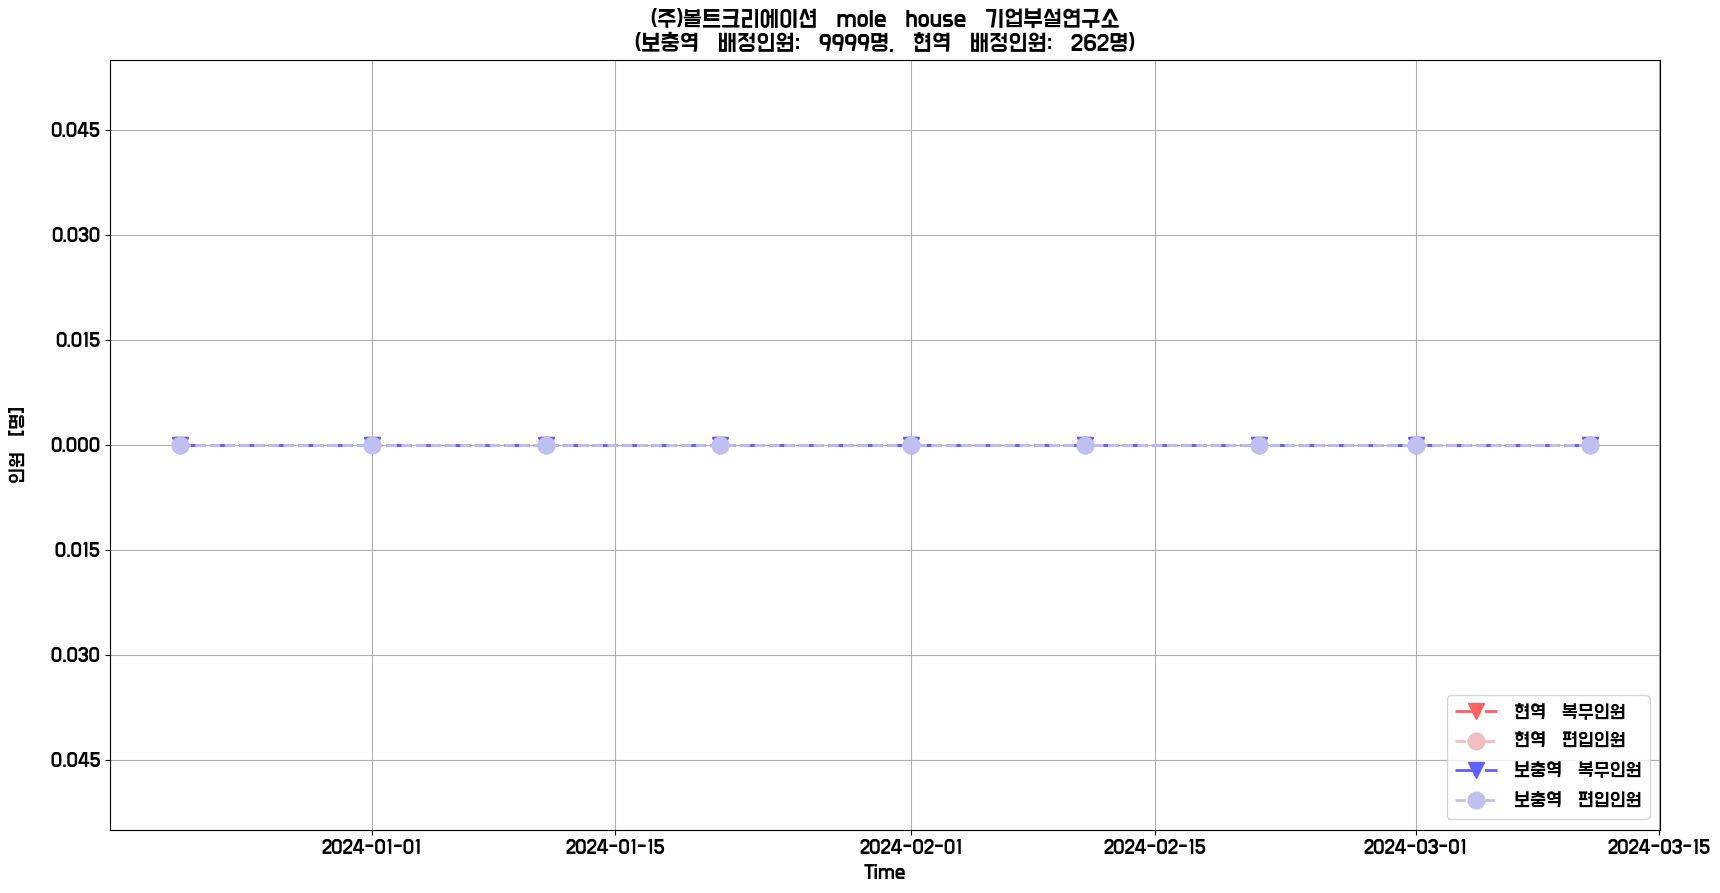 (주)볼트크리에이션 mole house 기업부설연구소
(보충역 배정인원: 9999명, 현역 배정인원: 262명)
인원 [명]
0.045
0.030
0.015
0.000
0.015
0.030
0.045
현역 복무인원
현역 편입인원
보충역 복무인원
보충역 편입인원
2024-01-01
2024-01-15
2024-02-01
2024-02-15
2024-03-01
2024-03-15
Time